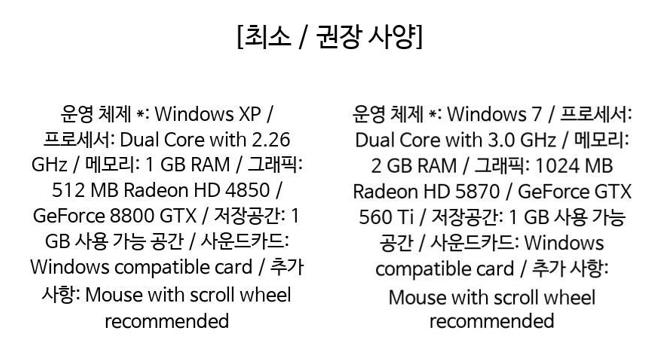 [최소 / 권장 사양]
운영 체제 *: Windows XP /
프로세서: Dual Core with 2.26
GHz / 메모리: 1 GB RAM / 그래픽:
512 MB Radeon HD 4850 /
GeForce 8800 GTX / 저장공간: 1
GB 사용 가능 공간 / 사운드카드:
Windows compatible card / 추가
사항: Mouse with scroll wheel
recommended
운영 체제 *: Windows 7 / 프로세서:
Dual Core with 3.0 GHz / 메모리:
2 GB RAM / 그래픽: 1024 MB
Radeon HD 5870 / GeForce GTX
560 Ti / 저장공간: 1 GB 사용 가능
공간 / 사운드카드: Windows
compatible card / 추가 사항:
Mouse with scroll wheel
recommended